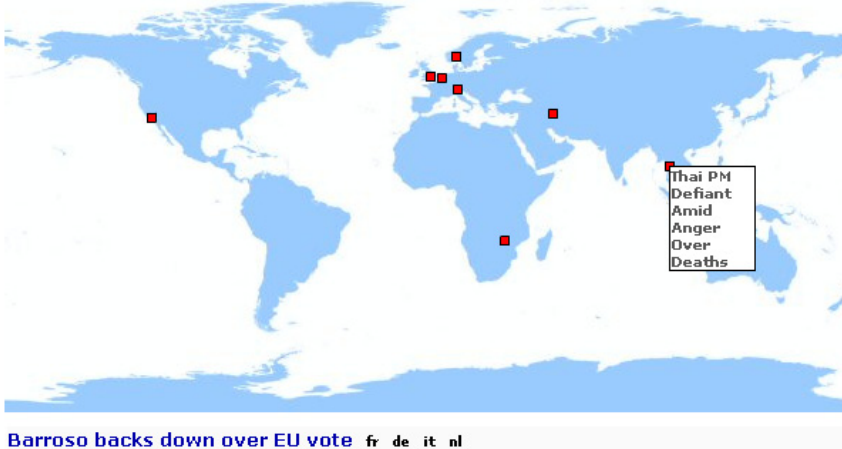 Thai PM
Defiant
Amid
Anger
Over
Deaths
Barroso backs down over EU vote fr de it nl